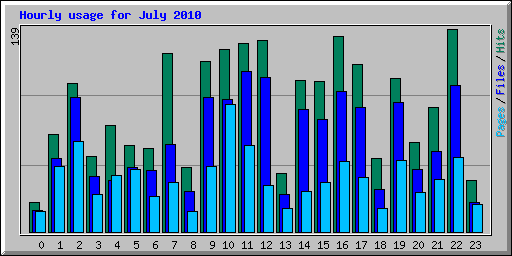 Hourly usage for July 2010
139
Pages / Files / Hits
0 1 2 3 4 5 6 7 8 9 10 11 12 13 14 15 16 17 18 19 20 21 22 23